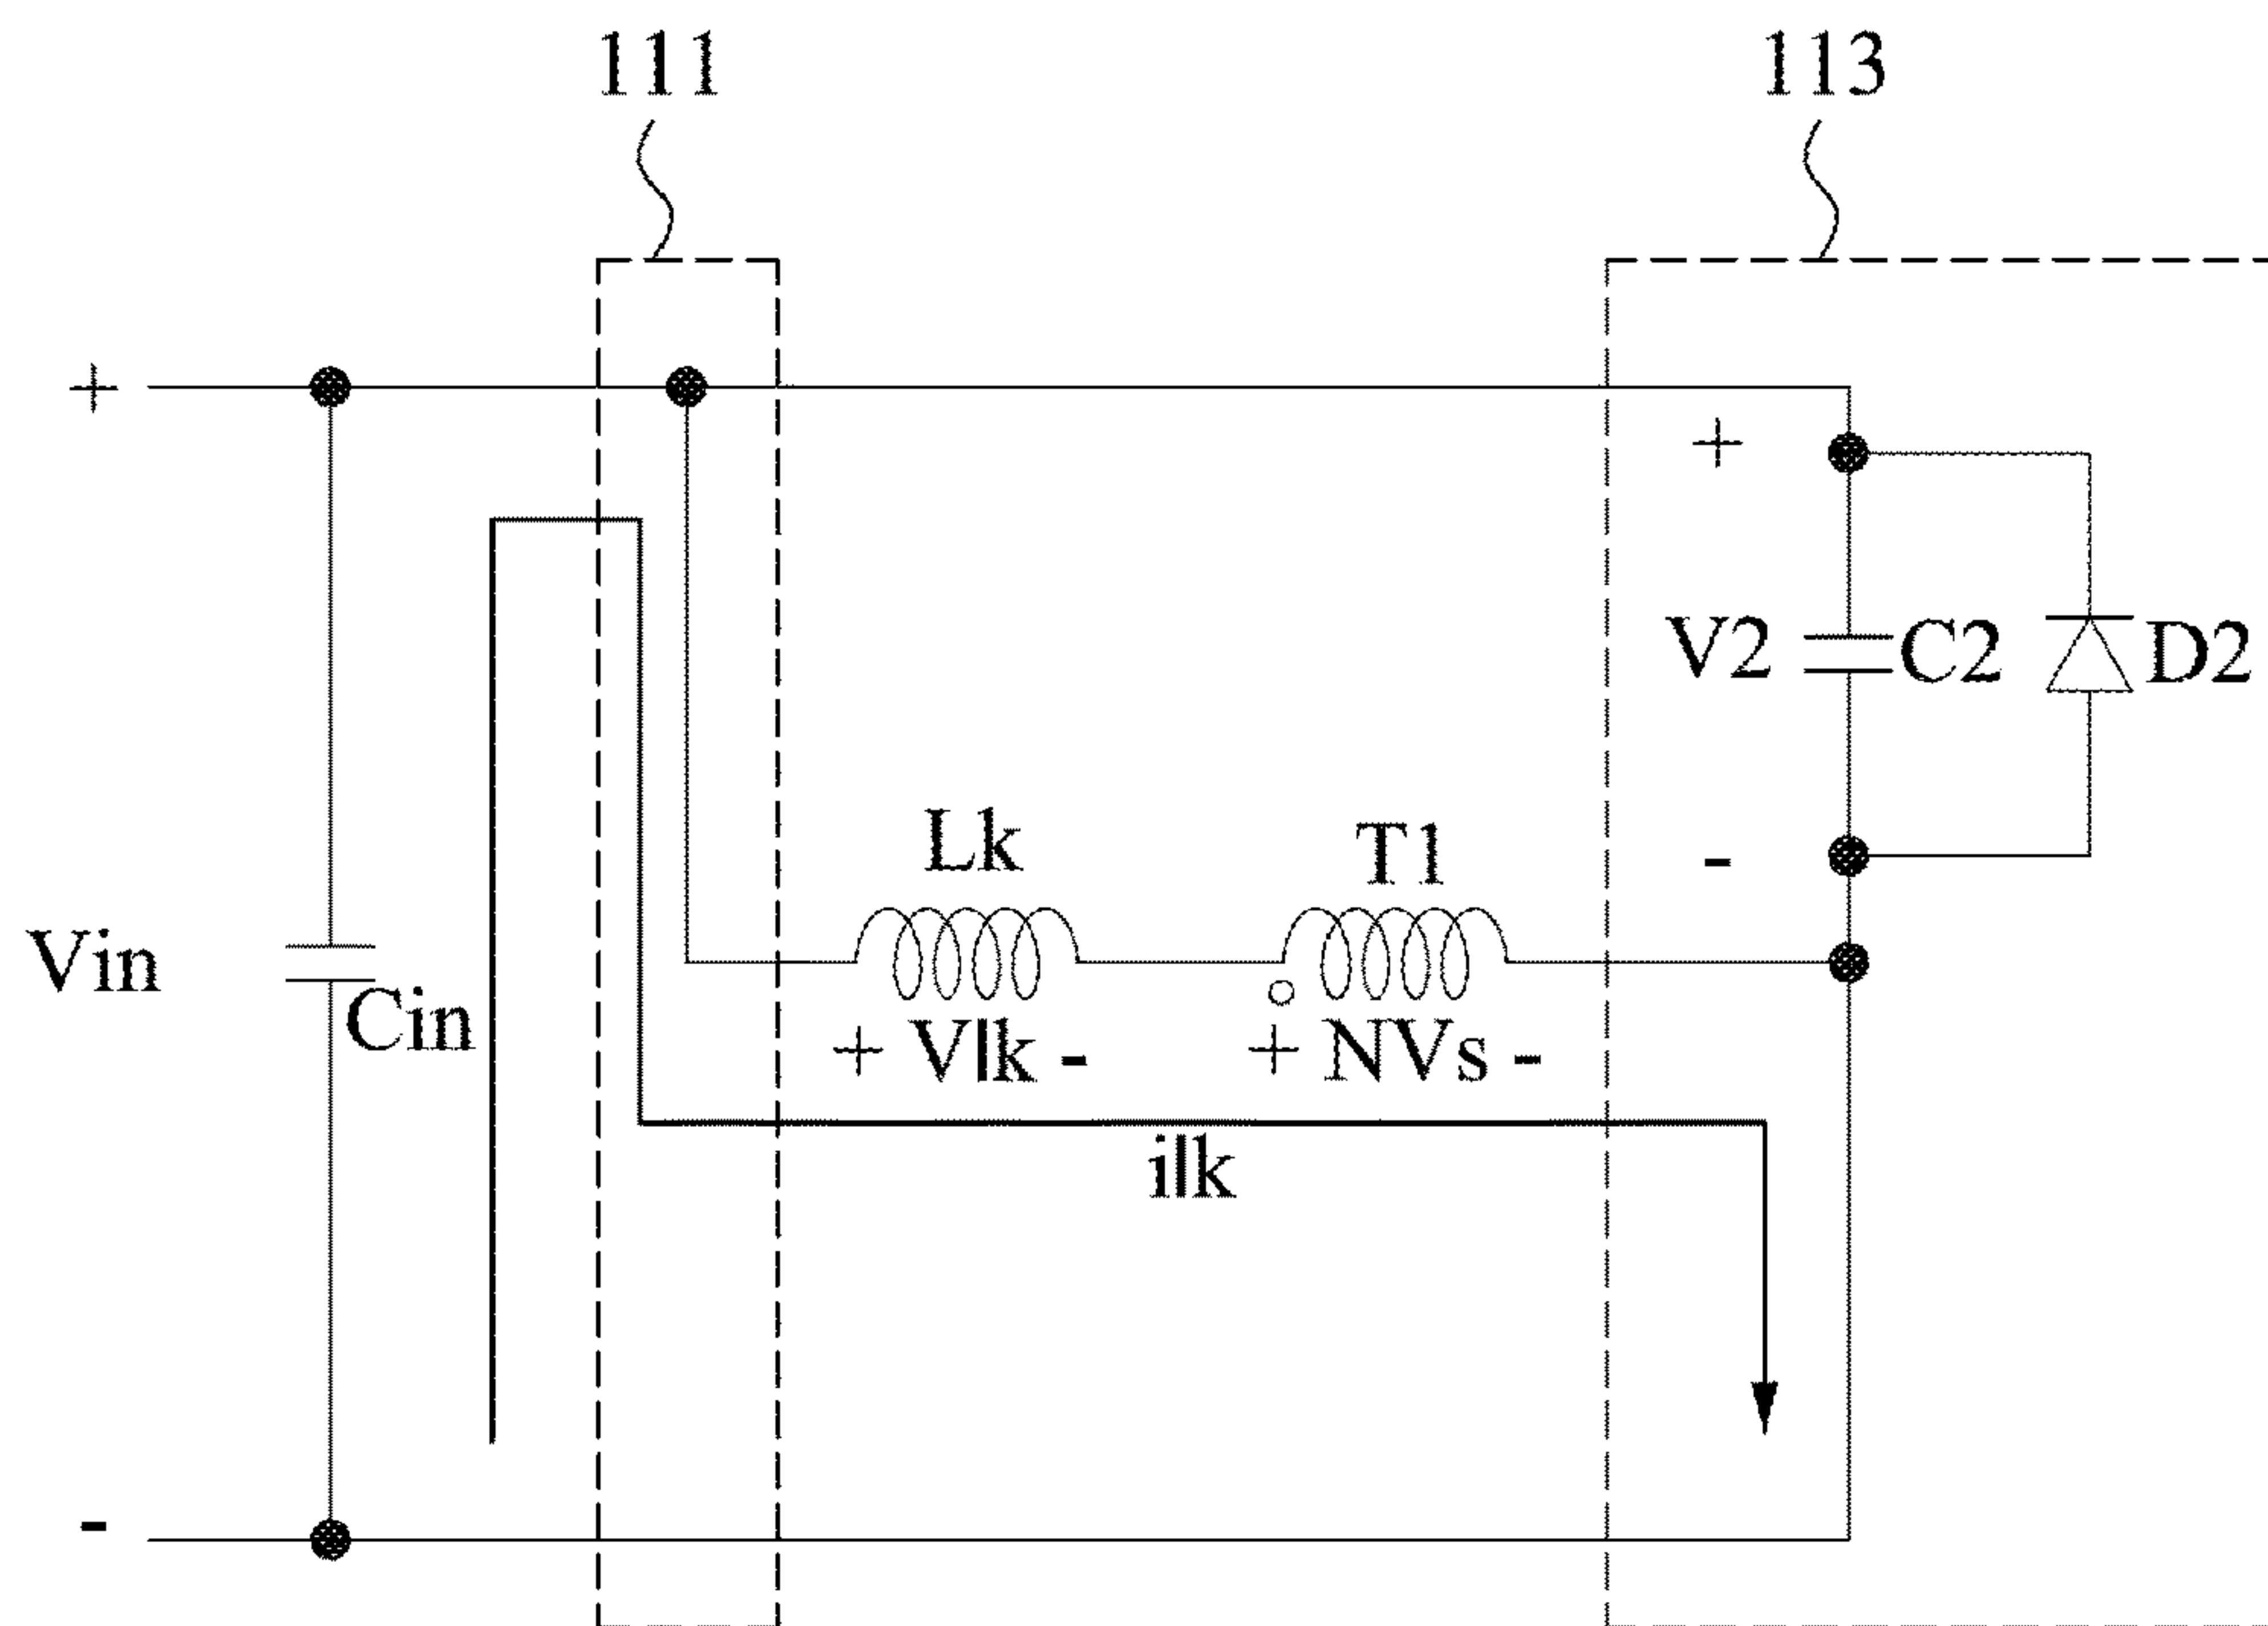 111
113
+
+
V2
C2
D2
Lk
T1
-
Vin
Cin
+ Vlk -
+ NVs -
ilk
-